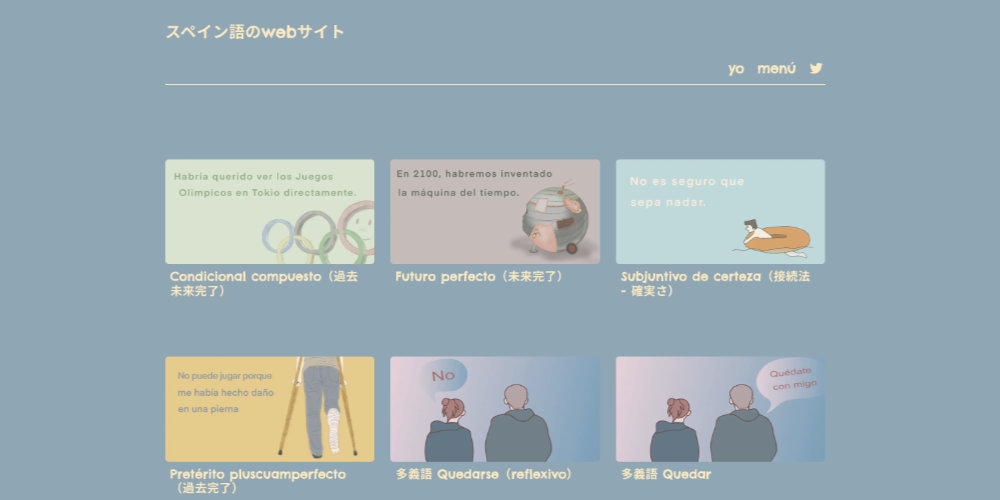 スペイン語のwebサイト
yo menú
Habría querido ver los Juegos
Olimpicos en Tokio directamente.
Condicional compuesto（過去
未来完了）
En 2100, habremos inventado
la máquina del tiempo.
Futuro perfecto（未来完了）
No es seguro que
sepa nadar.
Subjuntivo de certeza（接続法
- 確実さ）
No puede jugar porque
me había hecho daño
en una pierna
Pretérito pluscuamperfecto
（過去完了）
No
多義語 Quedarse（reflexivo）
Quédate
con migo
多義語 Quedar